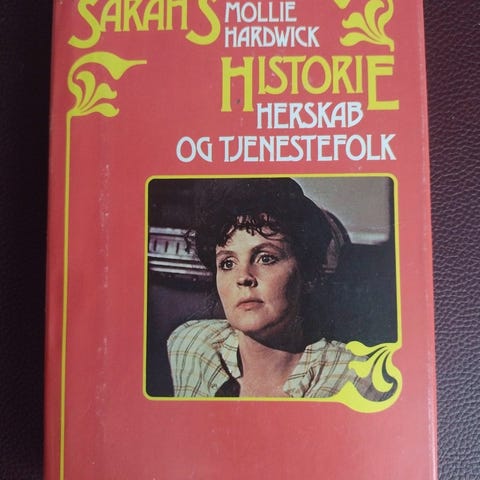 SARAH'S
MOLLIE
HARDWICK
HISTORIE
HERSKAB
OG TJENESTEFOLK